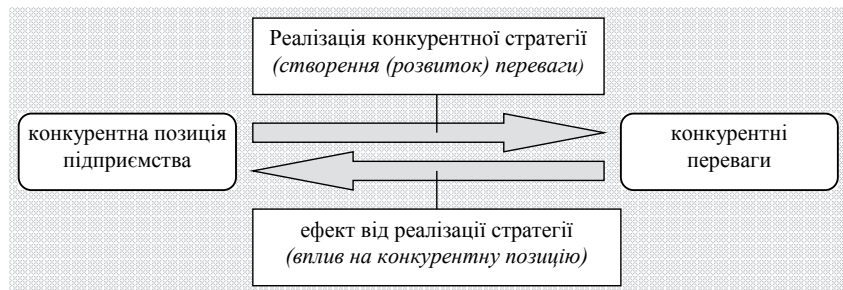 Реалізація конкурентної стратегії
(створення (розвиток) переваги)
конкурентна позиція
підприємства
конкурентні
переваги
ефект від реалізації стратегії
(вплив на конкурентну позицію)